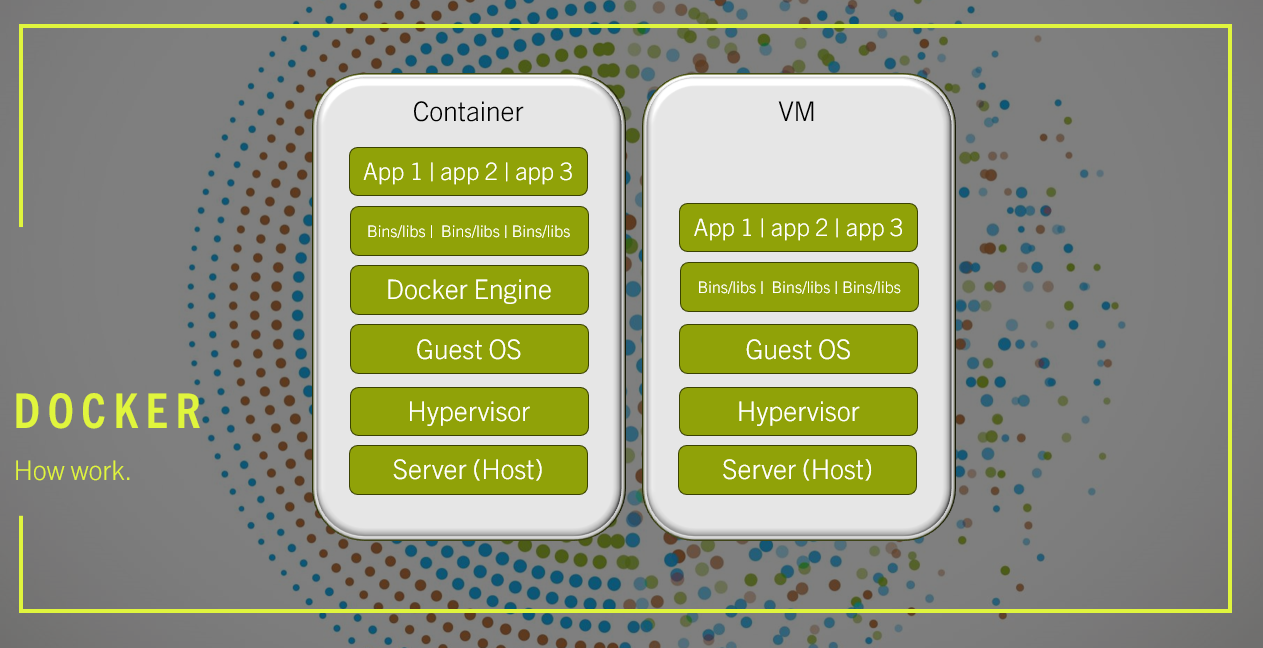 DOCKER
How work.
Container
App 1 | app 2 | app 3
Bins/libs | Bins/libs | Bins/libs
Docker Engine
Guest OS
Hypervisor
Server (Host)
VM
App 1 | app 2 | app 3
Bins/libs | Bins/libs | Bins/libs
Guest OS
Hypervisor
Server (Host)